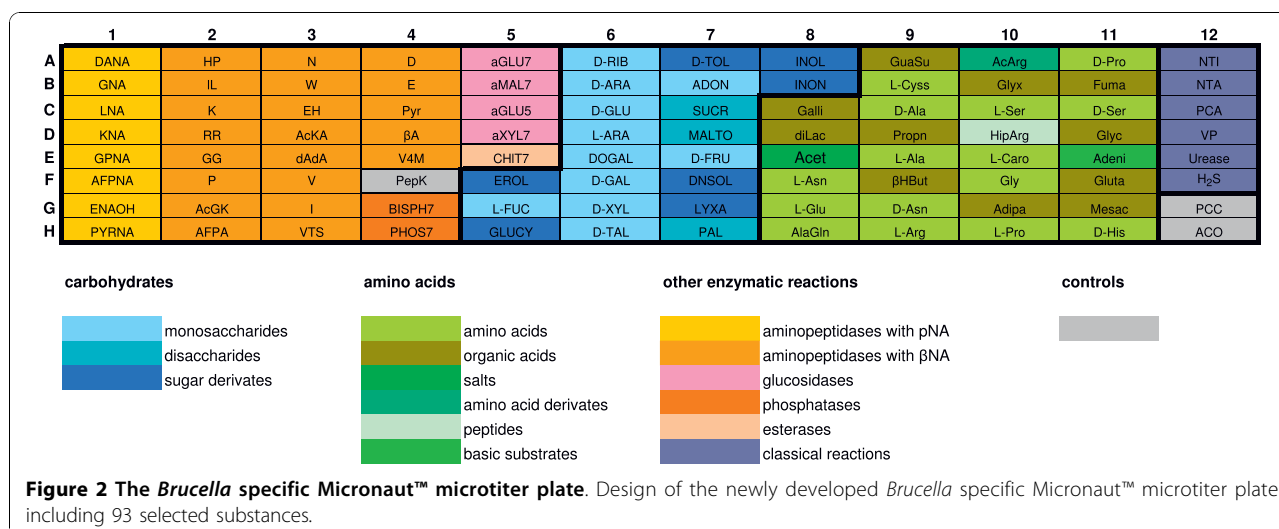 1 2 3 4 5 6 7 8 9 10 11 12
A DANA HP N D aGLU7 D-RIB D-TOL INOL GuaSu AcArg D-Pro NTI
B GNA IL W E aMAL7 D-ARA ADON INON L-Cyss Glyx Fuma NTA
C LNA K EH Pyr aGLU5 D-GLU SUCR Galli D-Ala L-Ser D-Ser PCA
D KNA RR AcKA βA aXYL7 L-ARA MALTO diLac Propn HipArg Glyc VP
E GPNA GG dAdA V4M CHIT7 DOGAL D-FRU Acet L-Ala L-Caro Adeni Urease
F AFPNA P V PepK EROL D-GAL DNSOL L-Asn βHBut Gly Gluta H₂S
G ENAOH AcGK I BISPH7 L-FUC D-XYL LYXA L-Glu D-Asn Adipa Mesac PCC
H PYRNA AFPA VTS PHOS7 GLUCY D-TAL PAL AlaGln L-Arg L-Pro D-His ACO
carbohydrates amino acids other enzymatic reactions controls
monosaccharides amino acids aminopeptidases with pNA
disaccharides organic acids aminopeptidases with βNA
sugar derivates salts glucosidases
amino acid derivates phosphatases
peptides esterases
basic substrates classical reactions
Figure 2 The Brucella specific Micronaut™ microtiter plate. Design of the newly developed Brucella specific Micronaut™ microtiter plate
including 93 selected substances.